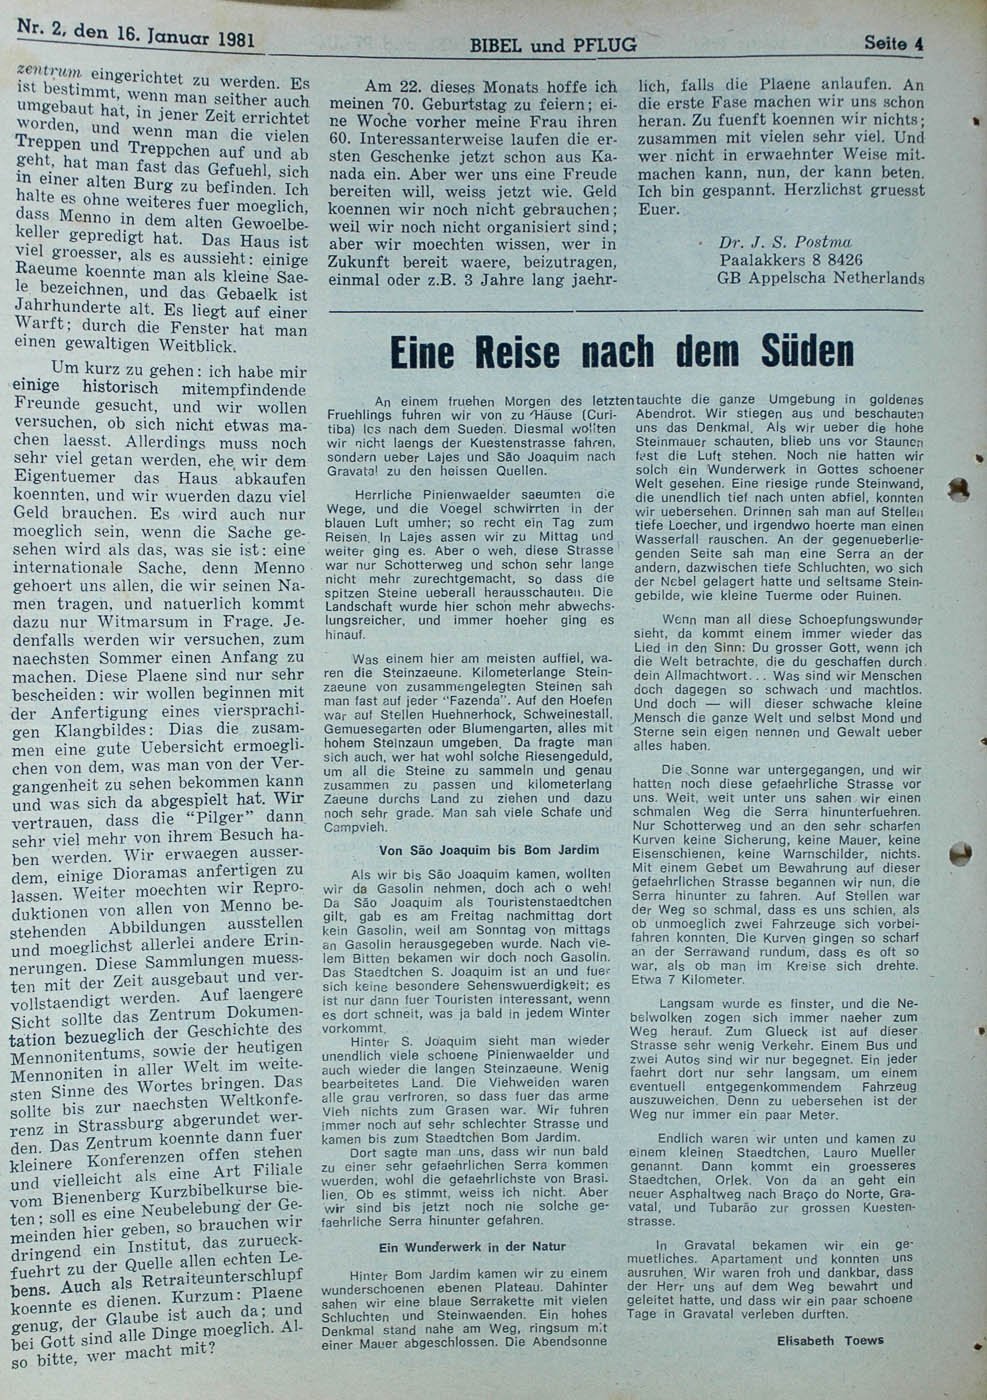 Nr. 2, den 16. Januar 1981
BIBEL und PFLUG
Seite 4
zentrum eingerichtet zu werden. Es
ist bestimmt, wenn man seither auch
umgebaut hat, in jener Zeit errichtet
worden, und wenn man die vielen
Treppen und Treppchen auf und ab
geht, hat man fast das Gefuehl, sich
in einer alten Burg zu befinden. Ich
halte es ohne weiteres fuer moeglich,
dass Menno in dem alten Gewoelbe-
keller gepredigt hat. Das Haus ist
viel groesser, als es aussieht: einige
Raeume koennte man als kleine Sae-
le bezeichnen, und das Gebaelk ist
Jahrhunderte alt. Es liegt auf einer
Warft; durch die Fenster hat man
einen gewaltigen Weitblick.
Um kurz zu gehen: ich habe mir
einige historisch mitempfindende
Freunde gesucht, und wir wollen
versuchen, ob sich nicht etwas ma-
chen laesst. Allerdings muss noch
sehr viel getan werden, ehe wir dem
Eigentuemer das Haus abkaufen
koennten, und wir wuerden dazu viel
Geld brauchen. Es wird auch nur
moeglich sein, wenn die Sache ge-
sehen wird als das, was sie ist: eine
internationale Sache, denn Menno
gehoert uns allen, die wir seinen Na-
men tragen, und natuerlich kommt
dazu nur Witmarsum in Frage. Je-
denfalls werden wir versuchen, zum
naechsten Sommer einen Anfang zu
machen. Diese Plaene sind nur sehr
bescheiden: wir wollen beginnen mit
der Anfertigung eines viersprachi-
gen Klangbildes: Dias die zusam-
men eine gute Uebersicht ermoegli-
chen von dem, was man von der Ver-
gangenheit zu sehen bekommen kann
und was sich da abgespielt hat. Wir
vertrauen, dass die "Pilger" dann
sehr viel mehr von ihrem Besuch ha-
ben werden. Wir erwaegen ausser-
dem, einige Dioramas anfertigen zu
lassen. Weiter moechten wir Repro-
duktionen von allen von Menno be-
stehenden Abbildungen ausstellen
und moeglichst allerlei andere Erin-
nerungen. Diese Sammlungen muess-
ten mit der Zeit ausgebaut und ver-
vollstaendigt werden. Auf laengere
Sicht sollte das Zentrum Dokumen-
tation bezueglich der Geschichte des
Mennonitentums, sowie der heutigen
Mennoniten in aller Welt im weite-
sten Sinne des Wortes bringen. Das
sollte bis zur naechsten Weltkonfe-
renz in Strassburg abgerundet wer-
den. Das Zentrum koennte dann fuer
kleinere Konferenzen offen stehen
und vielleicht als eine Art Filiale
vom Bienenberg Kurzbibelkurse bie-
ten; soll es eine Neubelebung der Ge-
meinden hier geben, so brauchen wir
dringend ein Institut, das zurueck-
fuehrt zu der Quelle allen echten Le-
bens. Auch als Retraiteunterschlupf
koennte es dienen. Kurzum: Plaene
genug, der Glaube ist auch da; und
bei Gott sind alle Dinge moeglich. Al-
so bitte, wer macht mit?
Am 22. dieses Monats hoffe ich
meinen 70. Geburtstag zu feiern; ei-
ne Woche vorher meine Frau ihren
60. Interessanterweise laufen die er-
sten Geschenke jetzt schon aus Ka-
nada ein. Aber wer uns eine Freude
bereiten will, weiss jetzt wie. Geld
koennen wir noch nicht gebrauchen;
weil wir noch nicht organisiert sind;
aber wir moechten wissen, wer in
Zukunft bereit waere, beizutragen,
einmal oder z.B. 3 Jahre lang jaehr-
lich, falls die Plaene anlaufen. An
die erste Fase machen wir uns schon
heran. Zu fuenft koennen wir nichts;
zusammen mit vielen sehr viel. Und
wer nicht in erwaehnter Weise mit-
machen kann, nun, der kann beten.
Ich bin gespannt. Herzlichst gruesst
Euer.
Dr. J. S. Postma
Paalakkers 8 8426
GB Appelscha Netherlands
Eine Reise nach dem Süden
An einem fruehen Morgen des letzten
Fruehlings fuhren wir von zu Hause (Curi-
tiba) los nach dem Sueden. Diesmal wollten
wir nicht laengs der Kuestenstrasse fahren,
sondern ueber Lajes und São Joaquim nach
Gravatal zu den heissen Quellen.
Herrliche Pinienwaelder saeumten die
Wege, und die Voegel schwirrten in der
blauen Luft umher; so recht ein Tag zum
Reisen. In Lajes assen wir zu Mittag und
weiter ging es. Aber o weh, diese Strasse
war nur Schotterweg und schon sehr lange
nicht mehr zurechtgemacht, so dass die
spitzen Steine ueberall herausschauten. Die
Landschaft wurde hier schon mehr abwechs-
lungsreicher, und immer hoeher ging es
hinauf.
Was einem hier am meisten auffiel, wa-
ren die Steinzaeune. Kilometerlange Stein-
zaeune von zusammengelegten Steinen sah
man fast auf jeder "Fazenda". Auf den Hoefen
war auf Stellen Huehnerhock, Schweinestall,
Gemuesegarten oder Blumengarten, alles mit
hohem Steinzaun umgeben. Da fragte man
sich auch, wer hat wohl solche Riesengeduld,
um all die Steine zu sammeln und genau
zusammen zu passen und kilometerlang
Zaeune durchs Land zu ziehen und dazu
noch sehr grade. Man sah viele Schafe und
Campvieh.
Von São Joaquim bis Bom Jardim
Als wir bis São Joaquim kamen, wollten
wir da Gasolin nehmen, doch ach o weh!
Da São Joaquim als Touristenstaedtchen
gilt, gab es am Freitag nachmittag dort
kein Gasolin, weil am Sonntag von mittags
an Gasolin herausgegeben wurde. Nach vie-
lem Bitten bekamen wir doch noch Gasolin.
Das Staedtchen S. Joaquim ist an und fuer
sich keine besondere Sehenswuerdigkeit; es
ist nur dann fuer Touristen interessant, wenn
es dort schneit, was ja bald in jedem Winter
vorkommt.
Hinter S. Joaquim sieht man wieder
unendlich viele schoene Pinienwaelder und
auch wieder die langen Steinzaeune. Wenig
bearbeitetes Land. Die Viehweiden waren
alle grau verfroren, so dass fuer das arme
Vieh nichts zum Grasen war. Wir fuhren
immer noch auf sehr schlechter Strasse und
kamen bis zum Staedtchen Bom Jardim.
Dort sagte man uns, dass wir nun bald
zu einer sehr gefaehrlichen Serra kommen
wuerden, wohl die gefaehrlichste von Brasi-
lien. Ob es stimmt, weiss ich nicht. Aber
wir sind bis jetzt noch nie solche ge-
faehrliche Serra hinunter gefahren.
Ein Wunderwerk in der Natur
Hinter Bom Jardim kamen wir zu einem
wunderschoenen ebenen Plateau. Dahinter
sahen wir eine blaue Serrakette mit vielen
Schluchten und Steinwaenden. Ein hohes
Denkmal stand nahe am Weg, ringsum mit
einer Mauer abgeschlossen. Die Abendsonne
tauchte die ganze Umgebung in goldenes
Abendrot. Wir stiegen aus und beschauten
uns das Denkmal. Als wir ueber die hohe
Steinmauer schauten, blieb uns vor Staunen
fast die Luft stehen. Noch nie hatten wir
solch ein Wunderwerk in Gottes schoener
Welt gesehen. Eine riesige runde Steinwand,
die unendlich tief nach unten abfiel, konnten
wir uebersehen. Drinnen sah man auf Stellen
tiefe Loecher, und irgendwo hoerte man einen
Wasserfall rauschen. An der gegenueberlie-
genden Seite sah man eine Serra an der
andern, dazwischen tiefe Schluchten, wo sich
der Nebel gelagert hatte und seltsame Stein-
gebilde, wie kleine Tuerme oder Ruinen.
Wenn man all diese Schoepfungswunder
sieht, da kommt einem immer wieder das
Lied in den Sinn: Du grosser Gott, wenn ich
die Welt betrachte, die du geschaffen durch
dein Allmachtwort... Was sind wir Menschen
doch dagegen so schwach und machtlos.
Und doch — will dieser schwache kleine
Mensch die ganze Welt und selbst Mond und
Sterne sein eigen nennen und Gewalt ueber
alles haben.
Die Sonne war untergegangen, und wir
hatten noch diese gefaehrliche Strasse vor
uns. Weit, weit unter uns sahen wir einen
schmalen Weg die Serra hinunterfuehren.
Nur Schotterweg und an den sehr scharfen
Kurven keine Sicherung, keine Mauer, keine
Eisenschienen, keine Warnschilder, nichts.
Mit einem Gebet um Bewahrung auf dieser
gefaehrlichen Strasse begannen wir nun, die
Serra hinunter zu fahren. Auf Stellen war
der Weg so schmal, dass es uns schien, als
ob unmoeglich zwei Fahrzeuge sich vorbei-
fahren konnten. Die Kurven gingen so scharf
an der Serrawand rundum, dass es oft so
war, als ob man im Kreise sich drehte.
Etwa 7 Kilometer.
Langsam wurde es finster, und die Ne-
belwolken zogen sich immer naeher zum
Weg herauf. Zum Glueck ist auf dieser
Strasse sehr wenig Verkehr. Einem Bus und
zwei Autos sind wir nur begegnet. Ein jeder
faehrt dort nur sehr langsam, um einem
eventuell entgegenkommendem Fahrzeug
auszuweichen. Denn zu uebersehen ist der
Weg nur immer ein paar Meter.
Endlich waren wir unten und kamen zu
einem kleinen Staedtchen, Lauro Mueller
genannt. Dann kommt ein groesseres
Staedtchen, Orlek. Von da an geht ein
neuer Asphaltweg nach Braço do Norte, Gra-
vatal, und Tubarão zur grossen Kuesten-
strasse.
In Gravatal bekamen wir ein ge-
muetliches. Apartament und konnten uns
ausruhen. Wir waren froh und dankbar, dass
der Herr uns auf dem Weg bewahrt und
geleitet hatte, und dass wir ein paar schoene
Tage in Gravatal verleben durften.
Elisabeth Toews